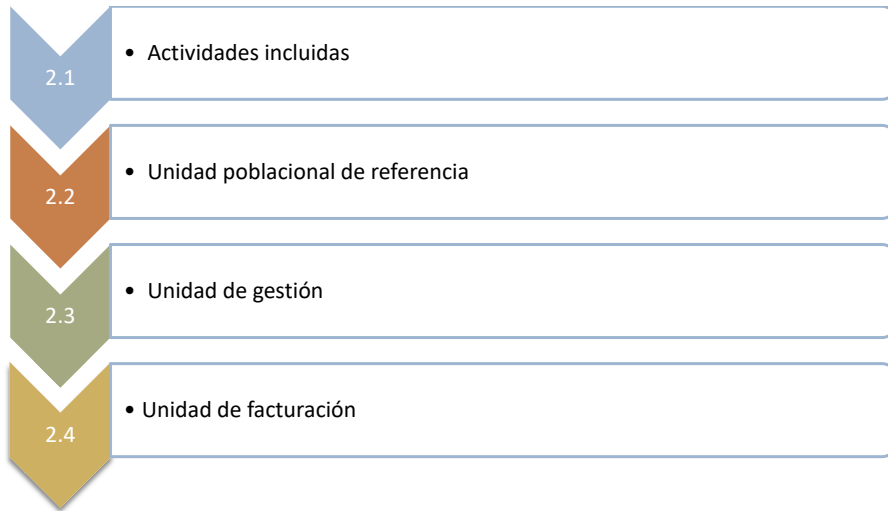 2.1
• Actividades incluidas
2.2
• Unidad poblacional de referencia
2.3
• Unidad de gestión
2.4
• Unidad de facturación